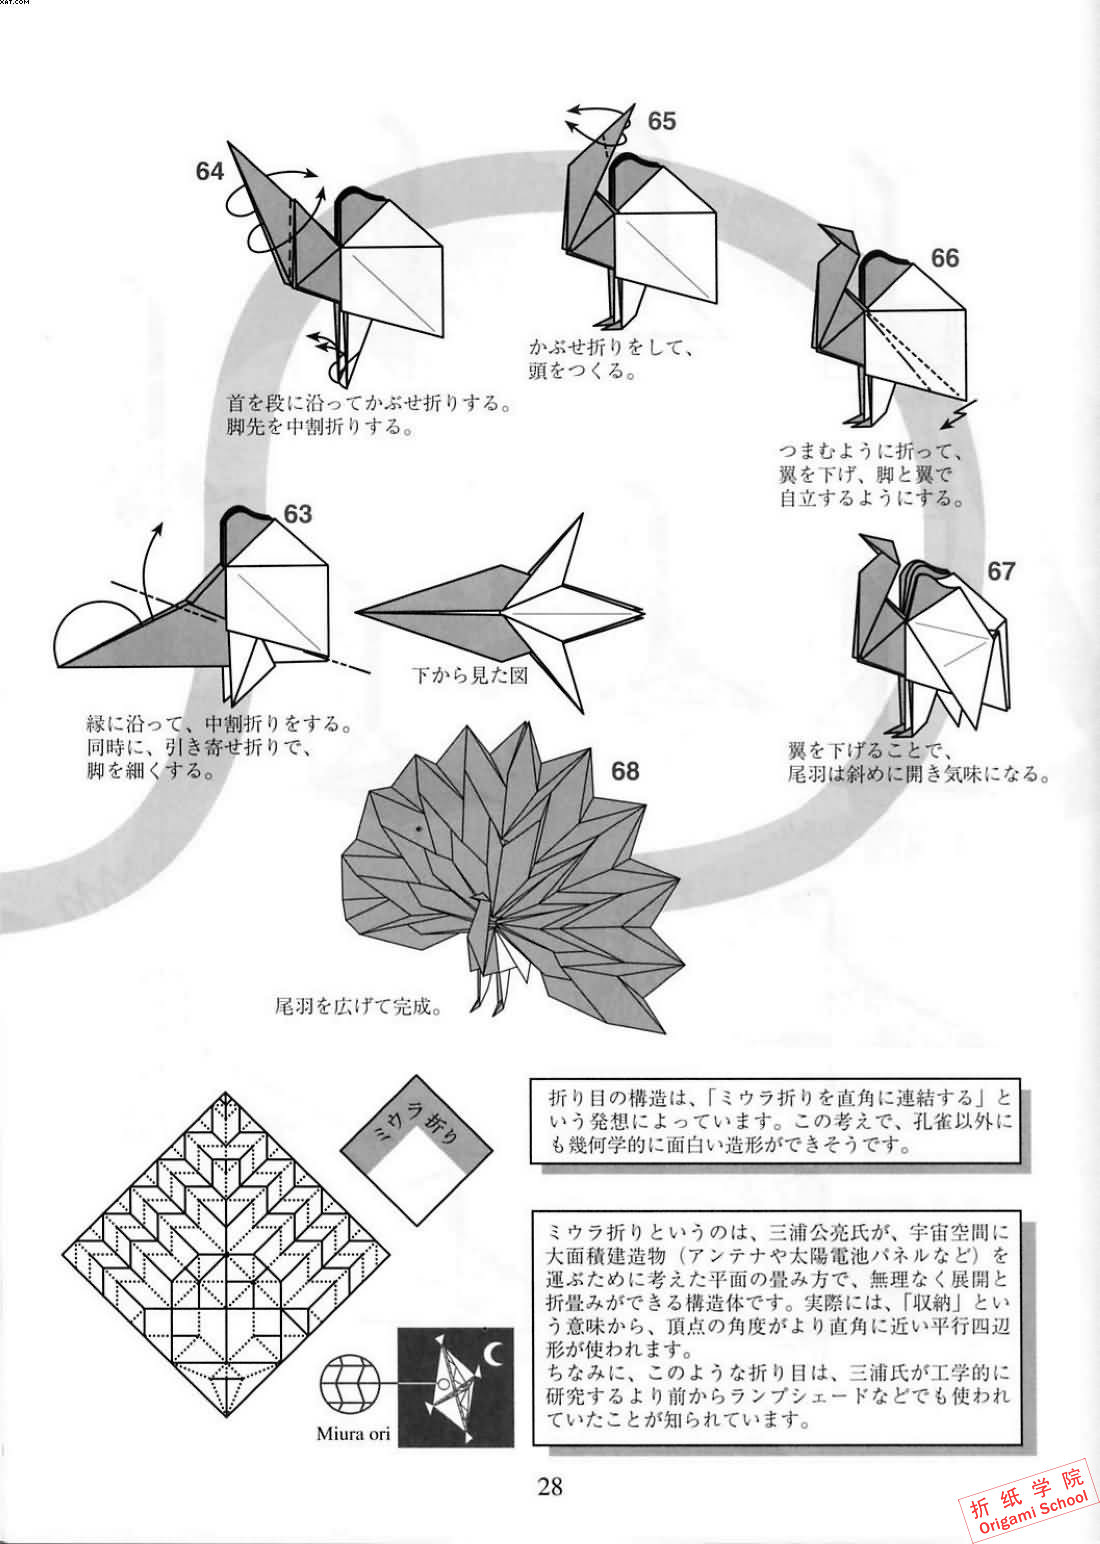 XAT.COM
64
65
66
かぶせ折りをして、
頭をつくる。
首を段に沿ってかぶせ折りする。
脚先を中割折りする。
つまむように折って、
翼を下げ、脚と翼で
自立するようにする。
63
67
下から見た図
縁に沿って、中割折りをする。
同時に、引き寄せ折りで、
脚を細くする。
翼を下げることで、
尾羽は斜めに開き気味になる。
68
尾羽を広げて完成。
ミウラ折り
折り目の構造は、「ミウラ折りを直角に連結する」と
いう発想によっています。この考えで、孔雀以外に
も幾何学的に面白い造形ができそうです。
ミウラ折りというのは、三浦公亮氏が、宇宙空間に
大面積建造物（アンテナや太陽電池パネルなど）を
運ぶために考えた平面の畳み方で、無理なく展開と
折畳みができる構造体です。実際には、「収納」とい
う意味から、頂点の角度がより直角に近い平行四辺
形が使われます。
ちなみに、このような折り目は、三浦氏が工学的に
研究するより前からランプシェードなどでも使われ
ていたことが知られています。
Miura ori
28
折纸学院
Origami School